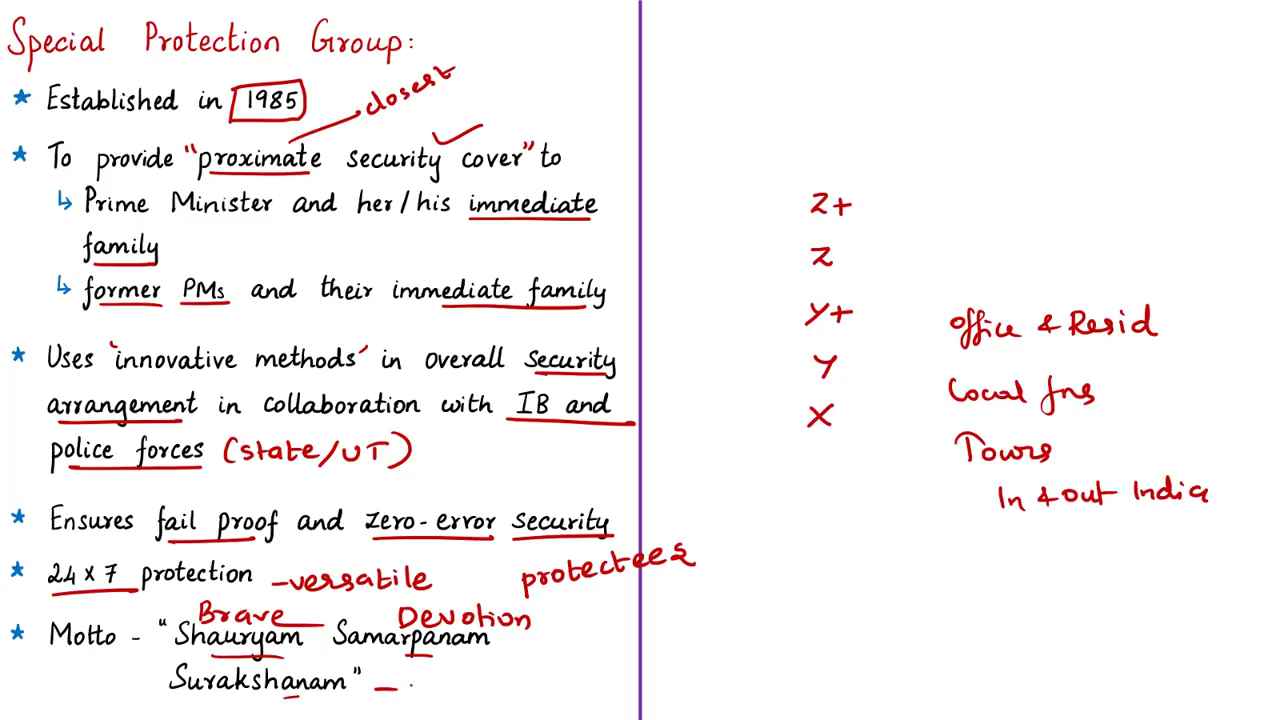 Special Protection Group:
* Established in 1985
closest
* To provide "proximate security cover" to
↳ Prime Minister and her/his immediate
family
↳ former PMs and their immediate family
* Uses 'innovative methods' in overall security
arrangement in collaboration with IB and
police forces (state/UT)
* Ensures fail proof and zero-error security
protectees
* 24x7 protection - versatile
Brave Devotion
* Motto - "Shauryam Samarpanam
Surakshanam" -
Z+
Z
Y+
Y
X
Office & Resid
Local fns
Tours
In & out India